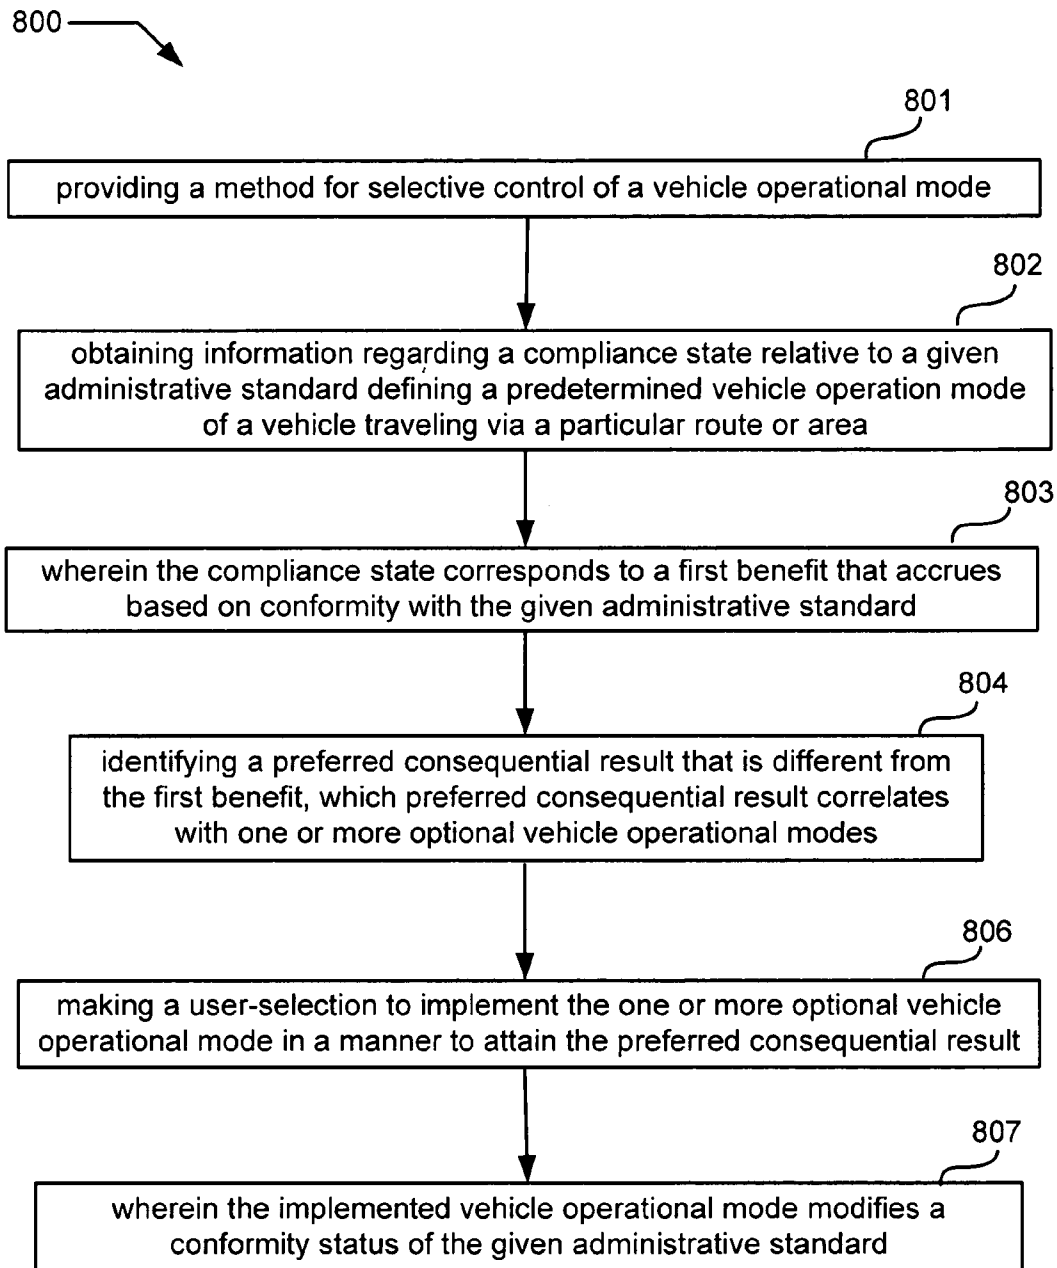 800
801
providing a method for selective control of a vehicle operational mode
802
obtaining information regarding a compliance state relative to a given
administrative standard defining a predetermined vehicle operation mode
of a vehicle traveling via a particular route or area
803
wherein the compliance state corresponds to a first benefit that accrues
based on conformity with the given administrative standard
804
identifying a preferred consequential result that is different from
the first benefit, which preferred consequential result correlates
with one or more optional vehicle operational modes
806
making a user-selection to implement the one or more optional vehicle
operational mode in a manner to attain the preferred consequential result
807
wherein the implemented vehicle operational mode modifies a
conformity status of the given administrative standard